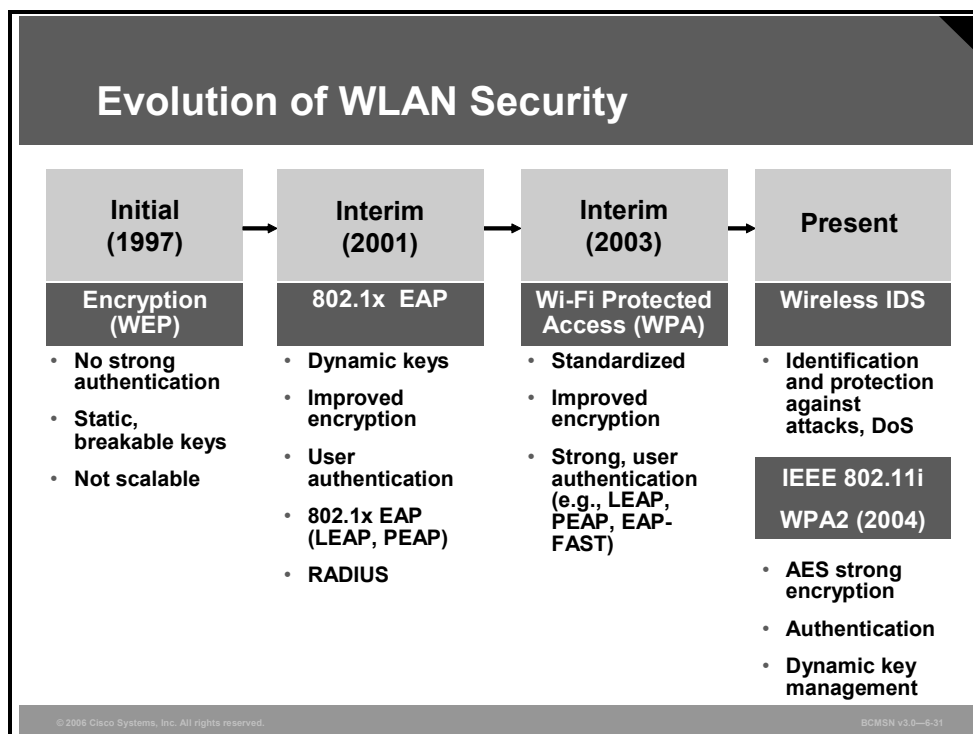 Evolution of WLAN Security
Initial
(1997)
Encryption
(WEP)
• No strong
authentication
• Static,
breakable keys
• Not scalable
Interim
(2001)
802.1x EAP
• Dynamic keys
• Improved
encryption
• User
authentication
• 802.1x EAP
(LEAP, PEAP)
• RADIUS
Interim
(2003)
Wi-Fi Protected
Access (WPA)
• Standardized
• Improved
encryption
• Strong, user
authentication
(e.g., LEAP,
PEAP, EAP-
FAST)
Present
Wireless IDS
• Identification
and protection
against
attacks, DoS
IEEE 802.11i
WPA2 (2004)
• AES strong
encryption
• Authentication
• Dynamic key
management
© 2006 Cisco Systems, Inc. All rights reserved.
BCMSN v3.0—6-31